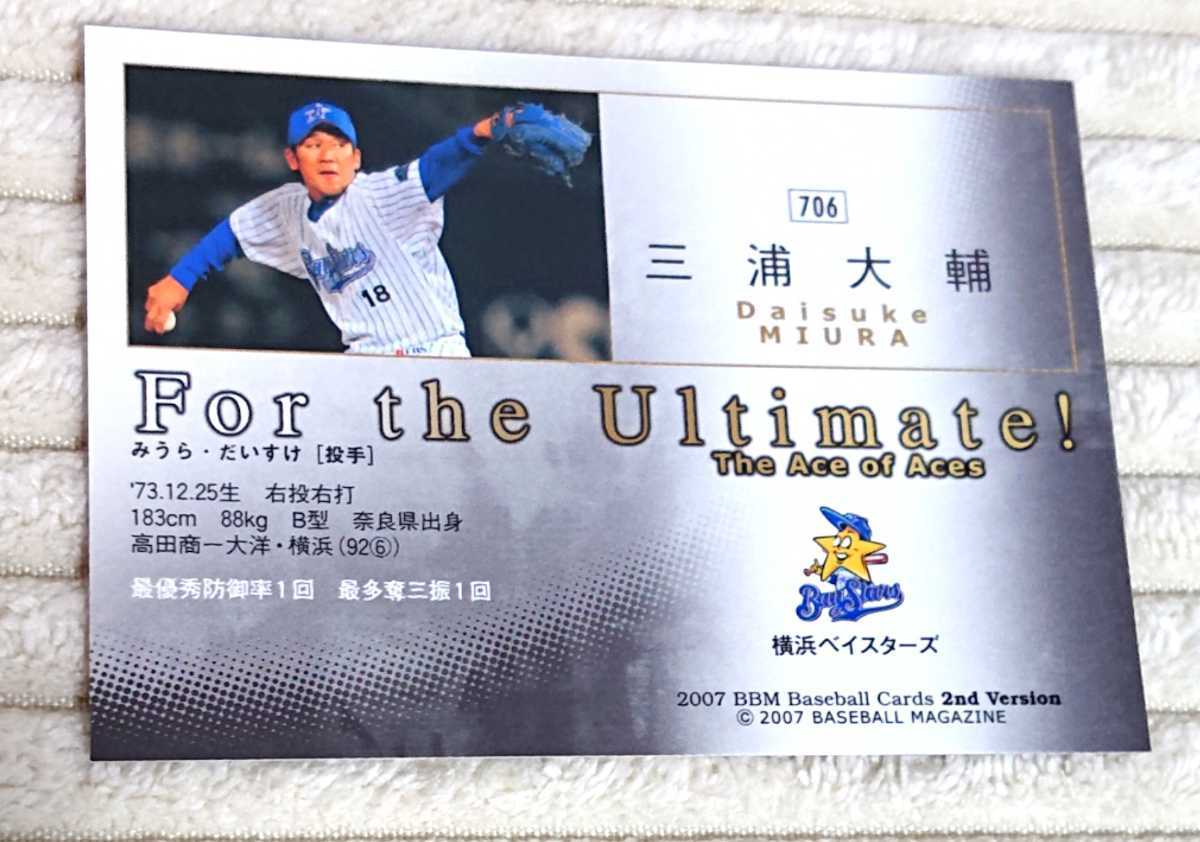 BayStars
18
706
三浦大輔
Daisuke
MIURA
For the Ultimate!
The Ace of Aces
みうら・だいすけ [投手]
'73.12.25生 右投右打
183cm 88kg B型 奈良県出身
高田商ー大洋・横浜(92⑥)
最優秀防御率1回 最多奪三振1回
BayStars
横浜ベイスターズ
2007 BBM Baseball Cards 2nd Version
© 2007 BASEBALL MAGAZINE